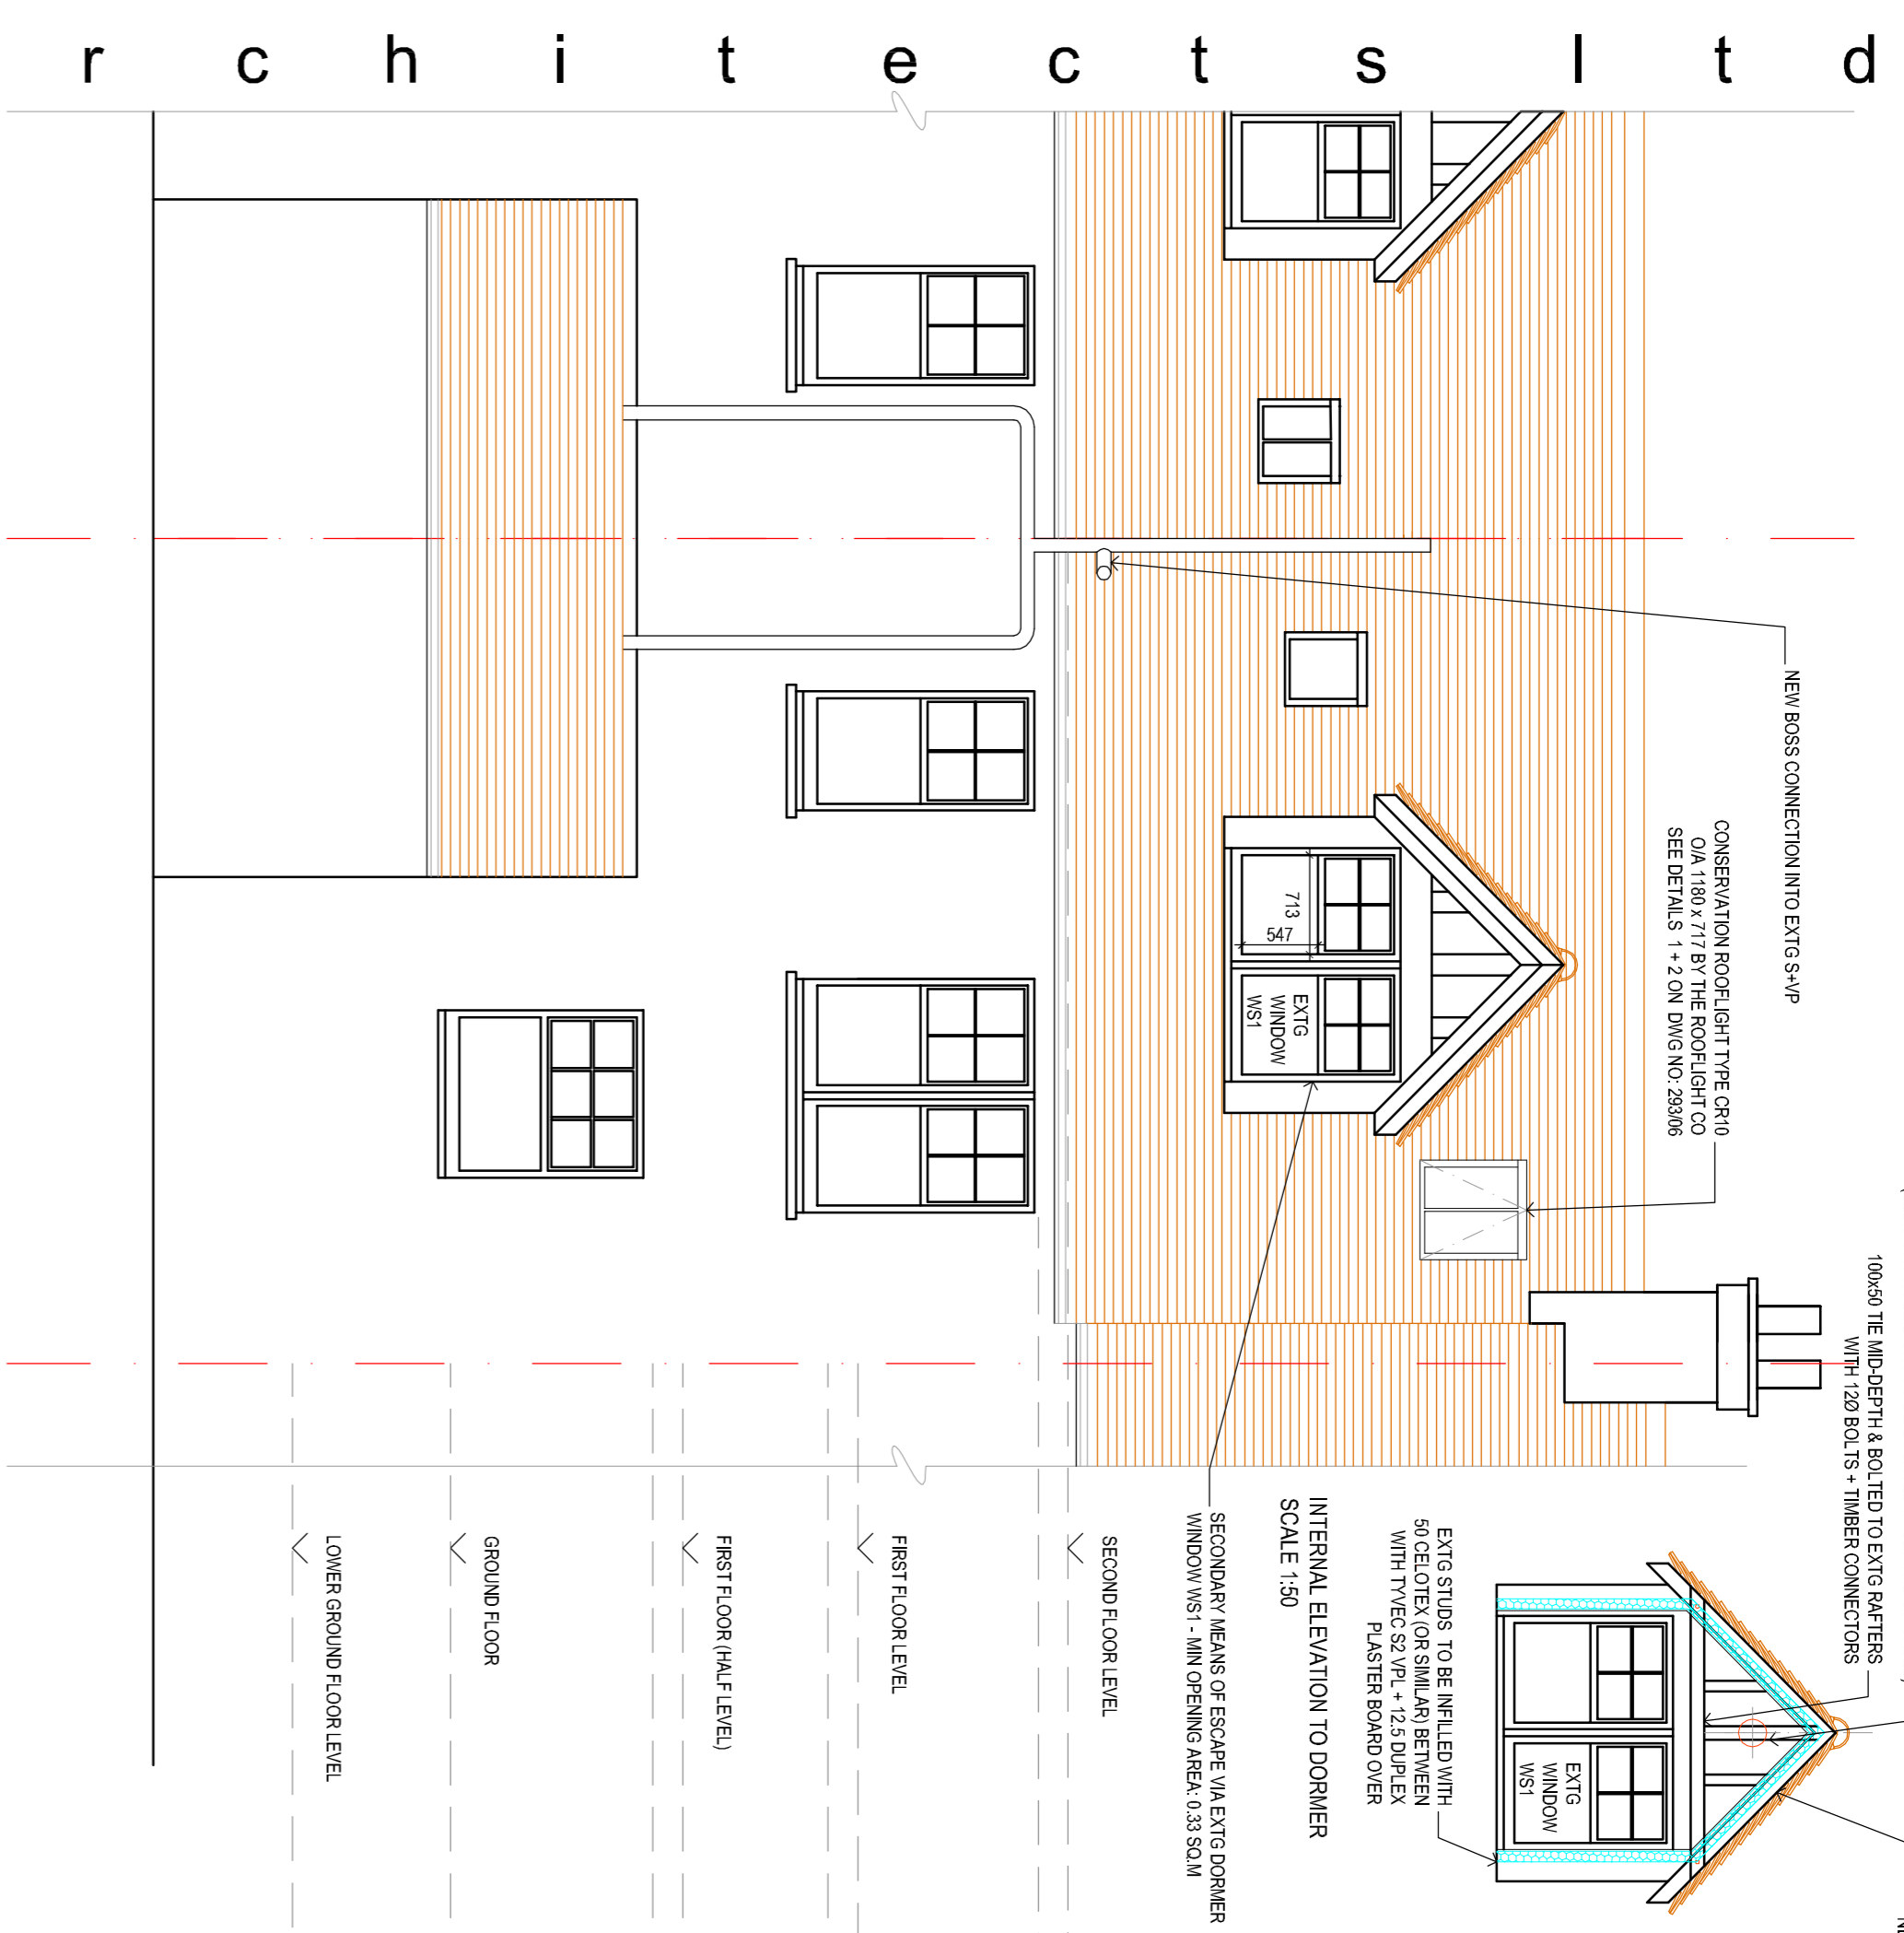 r c h i t e c t s l t d
NEW BOSS CONNECTION INTO EXTG S+VP
CONSERVATION ROOFLIGHT TYPE CR10
O/A 1180 x 717 BY THE ROOFLIGHT CO
SEE DETAILS 1 + 2 ON DWG NO: 293/06
100x50 TIE MID-DEPTH & BOLTED TO EXTG RAFTERS
WITH 12Ø BOLTS + TIMBER CONNECTORS
713
547
EXTG
WINDOW
WS1
EXTG
WINDOW
WS1
EXTG STUDS TO BE INFILLED WITH
50 CELOTEX (OR SIMILAR) BETWEEN
WITH TYVEC S2 VPL + 12.5 DUPLEX
PLASTER BOARD OVER
INTERNAL ELEVATION TO DORMER
SCALE 1:50
SECONDARY MEANS OF ESCAPE VIA EXTG DORMER
WINDOW WS1 - MIN OPENING AREA: 0.33 SQ.M
SECOND FLOOR LEVEL
FIRST FLOOR LEVEL
FIRST FLOOR (HALF LEVEL)
GROUND FLOOR
LOWER GROUND FLOOR LEVEL